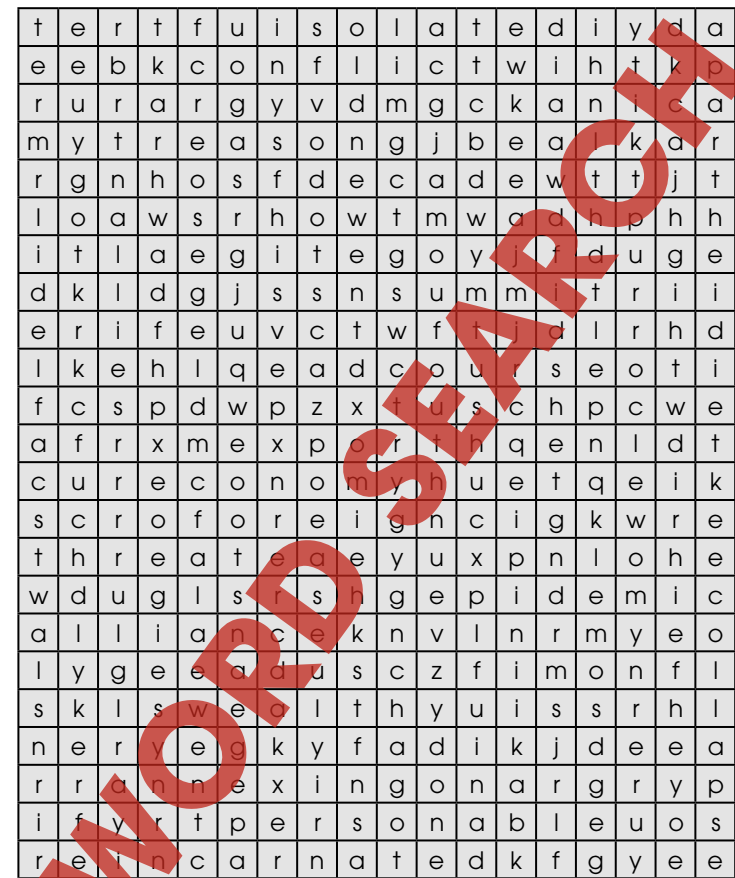 t e r t f u i s o l a t e d i y d a
e e b k c o n f l i c t w i h t k p
r u r a r g y v d m g c k a n i c a
m y t r e a s o n g j b e a l k a r
r g n h o s f d e c a d e w t t j t
l o a w s r h o w t m w a d h p h h
i t l a e g i t e g o y j f d u g e
d k l d g j s s n s u m m i t r i i
e r i f e u v c t w f t j d l r h d
l k e h l q e a d c o u r s e o t i
f c s p d w p z x t u s c h p c w e
a f r x m e x p o r t h q e n l d t
c u r e c o n o m y h u e t q e i k
s c r o f o r e i g n c i g k w r e
t h r e a t e a e y u x p n l o h e
w d u g l s r s h g e p i d e m i c
a l l i a n c e k n v l n r m y e o
l y g e e a d u s c z f i m o n f l
s k l s w e a l t h y u i s s r h l
n e r y e g k y f a d i k j d e e a
r r a n n e x i n g o n a r g r y p
i f y r t p e r s o n a b l e u o s
r e i n c a r n a t e d k f g y e e
WORD SEARCH